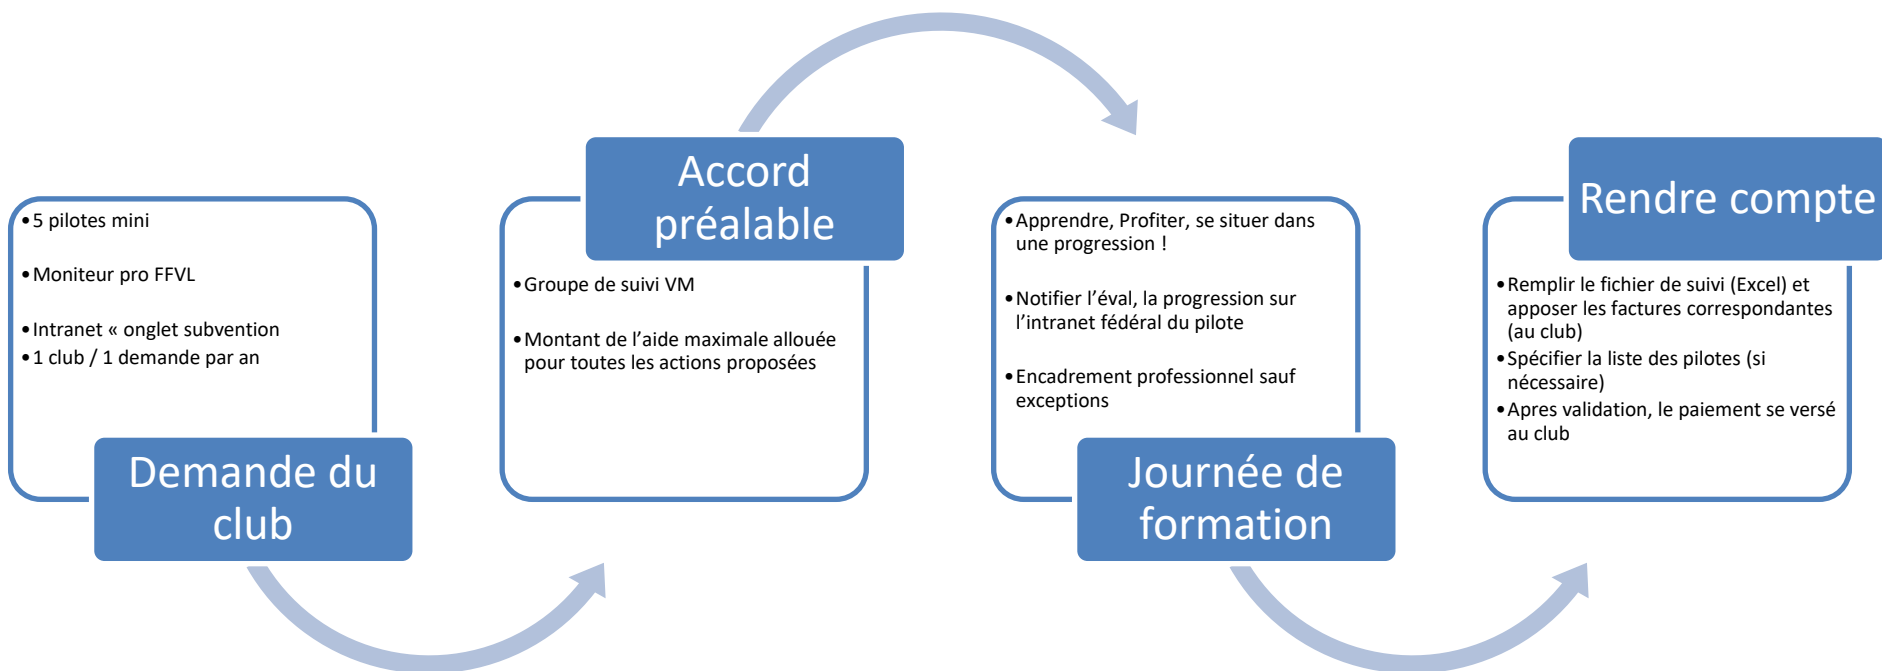 •5 pilotes mini
•Moniteur pro FFVL
•Intranet « onglet subvention
•1 club / 1 demande par an
Demande du
club
Accord
préalable
•Groupe de suivi VM
•Montant de l’aide maximale allouée
pour toutes les actions proposées
•Apprendre, Profiter, se situer dans
une progression !
•Notifier l’éval, la progression sur
l’intranet fédéral du pilote
•Encadrement professionnel sauf
exceptions
Journée de
formation
Rendre compte
•Remplir le fichier de suivi (Excel) et
apposer les factures correspondantes
(au club)
•Spécifier la liste des pilotes (si
nécessaire)
•Apres validation, le paiement se versé
au club